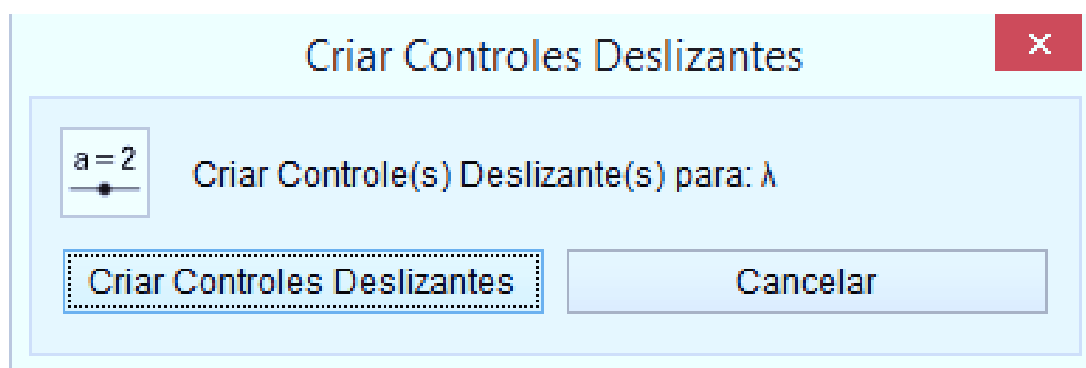 Criar Controles Deslizantes
a = 2
Criar Controle(s) Deslizante(s) para: λ
Criar Controles Deslizantes
Cancelar